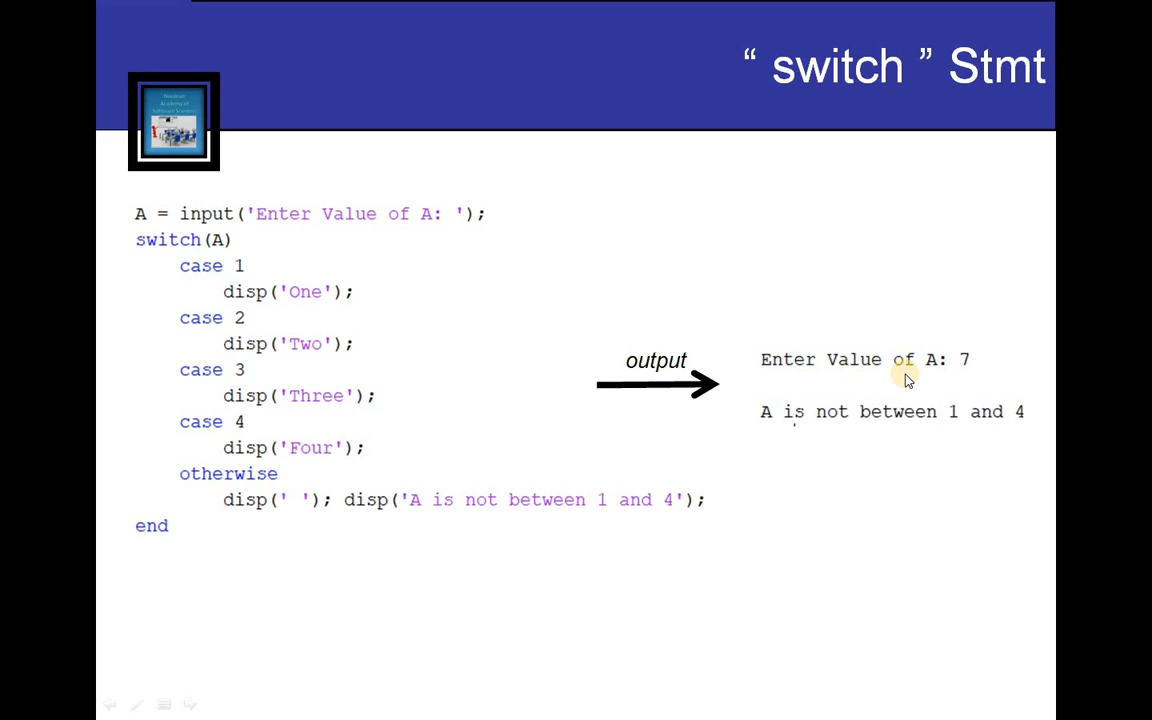 “ switch ” Stmt
Academy of
A = input('Enter Value of A: ');
switch(A)
case 1
disp('One');
case 2
disp('Two');
case 3
disp('Three');
case 4
disp('Four');
otherwise
disp(' '); disp('A is not between 1 and 4');
end
output
Enter Value of A: 7
A is not between 1 and 4